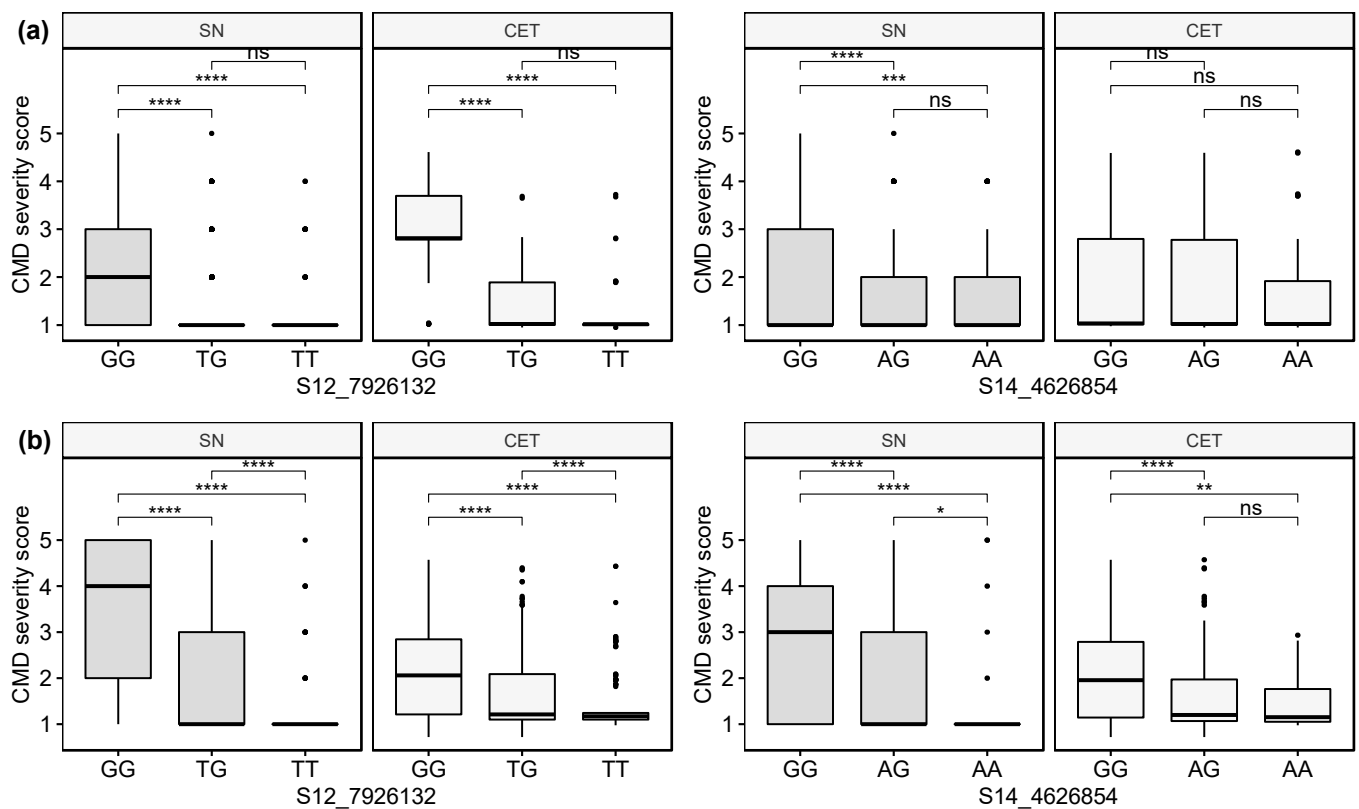 (a)
SN
CET
SN
CET
ns
****
****
ns
****
****
****
***
ns
ns
ns
ns
CMD severity score
5
4
3
2
1
CMD severity score
5
4
3
2
1
GG TG TT
GG TG TT
GG AG AA
GG AG AA
S12_7926132
S14_4626854
(b)
SN
CET
SN
CET
****
****
****
****
****
****
****
****
*
****
**
ns
CMD severity score
5
4
3
2
1
CMD severity score
5
4
3
2
1
GG TG TT
GG TG TT
GG AG AA
GG AG AA
S12_7926132
S14_4626854